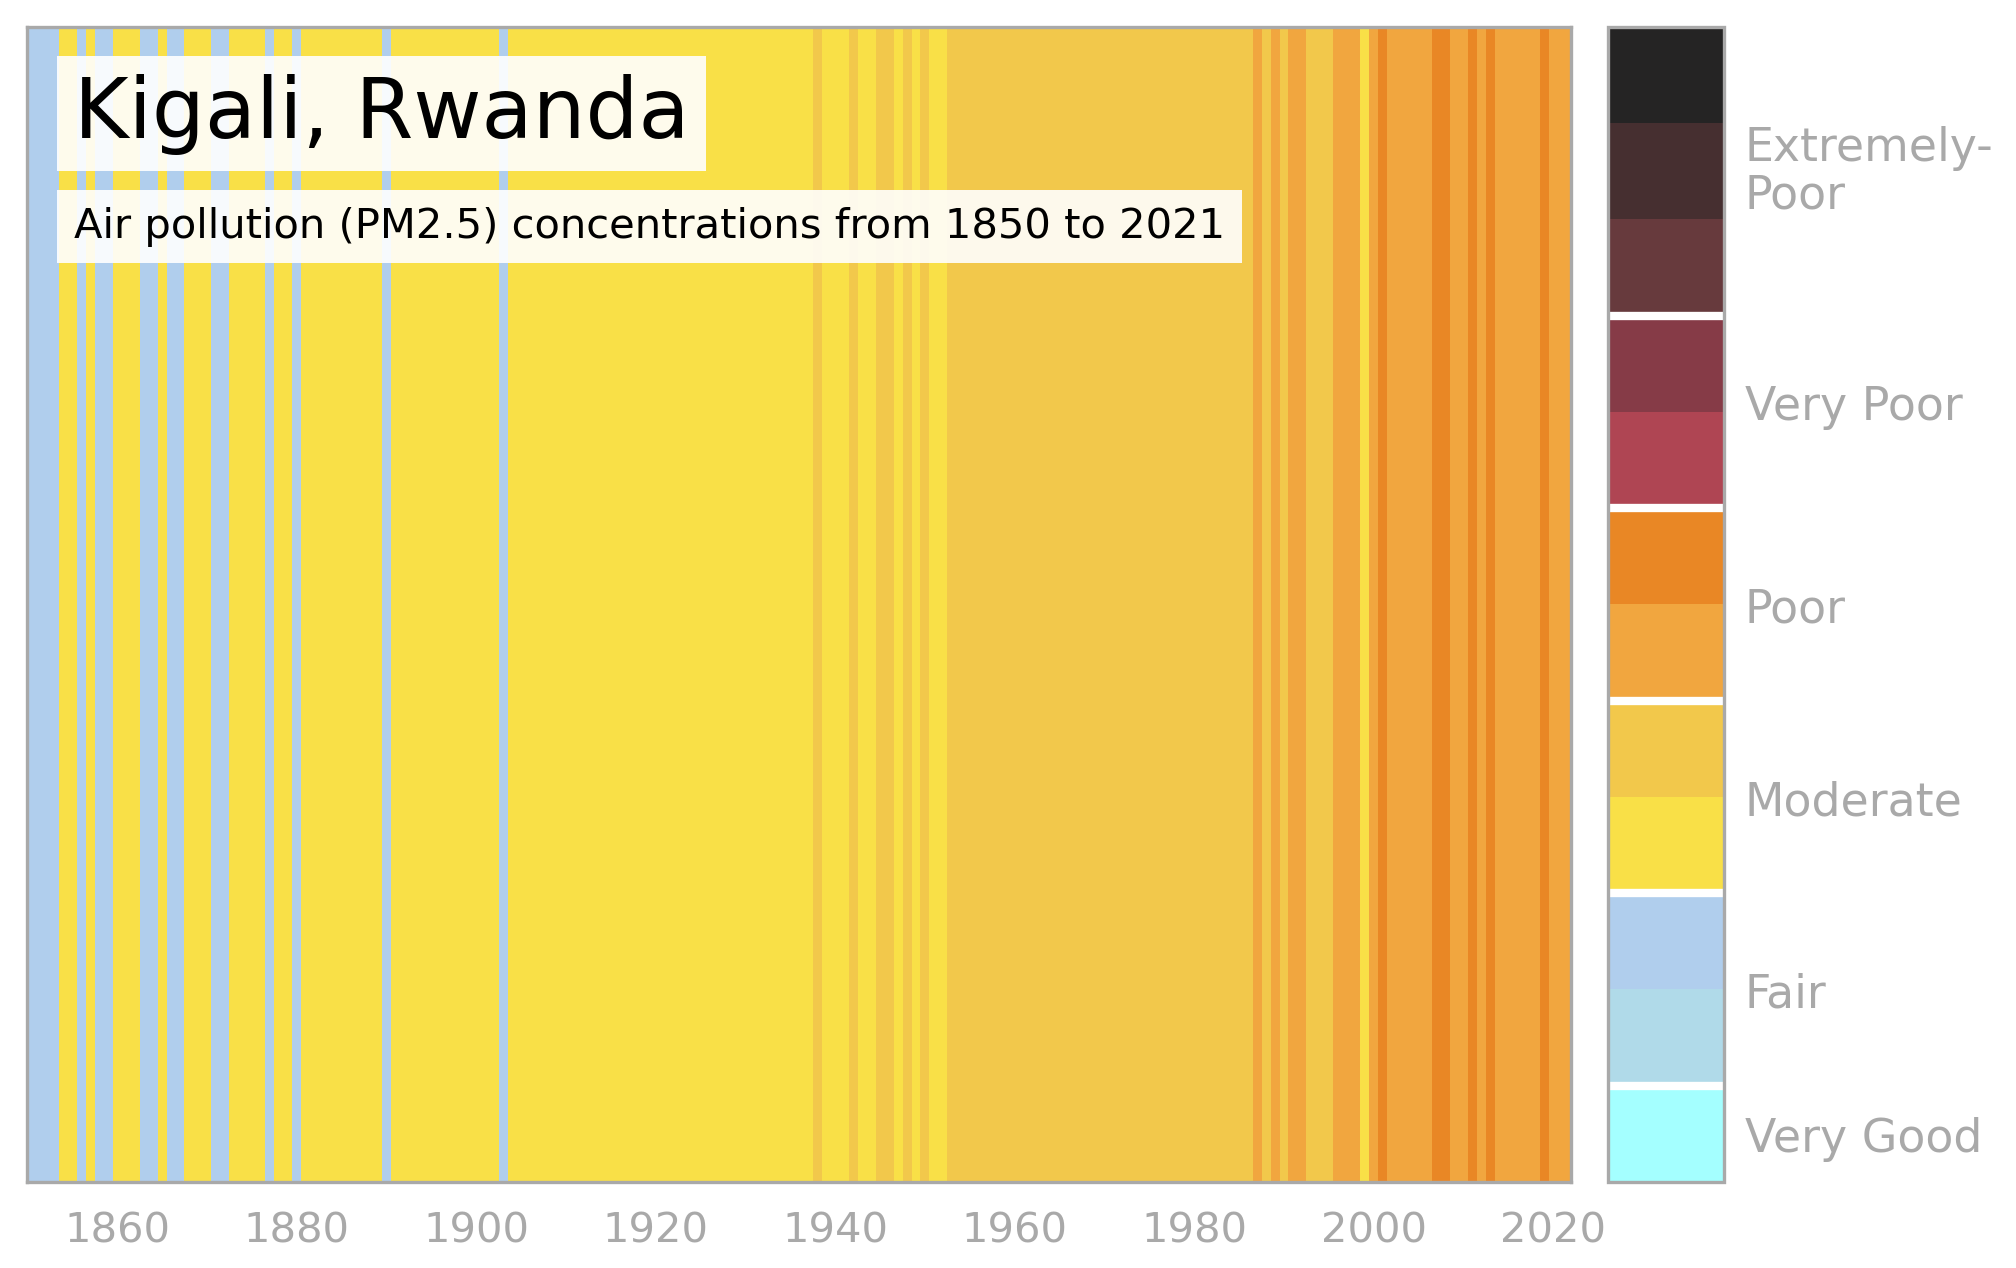 Kigali, Rwanda
Air pollution (PM2.5) concentrations from 1850 to 2021
Extremely-
Poor
Very Poor
Poor
Moderate
Fair
Very Good
1860 1880 1900 1920 1940 1960 1980 2000 2020